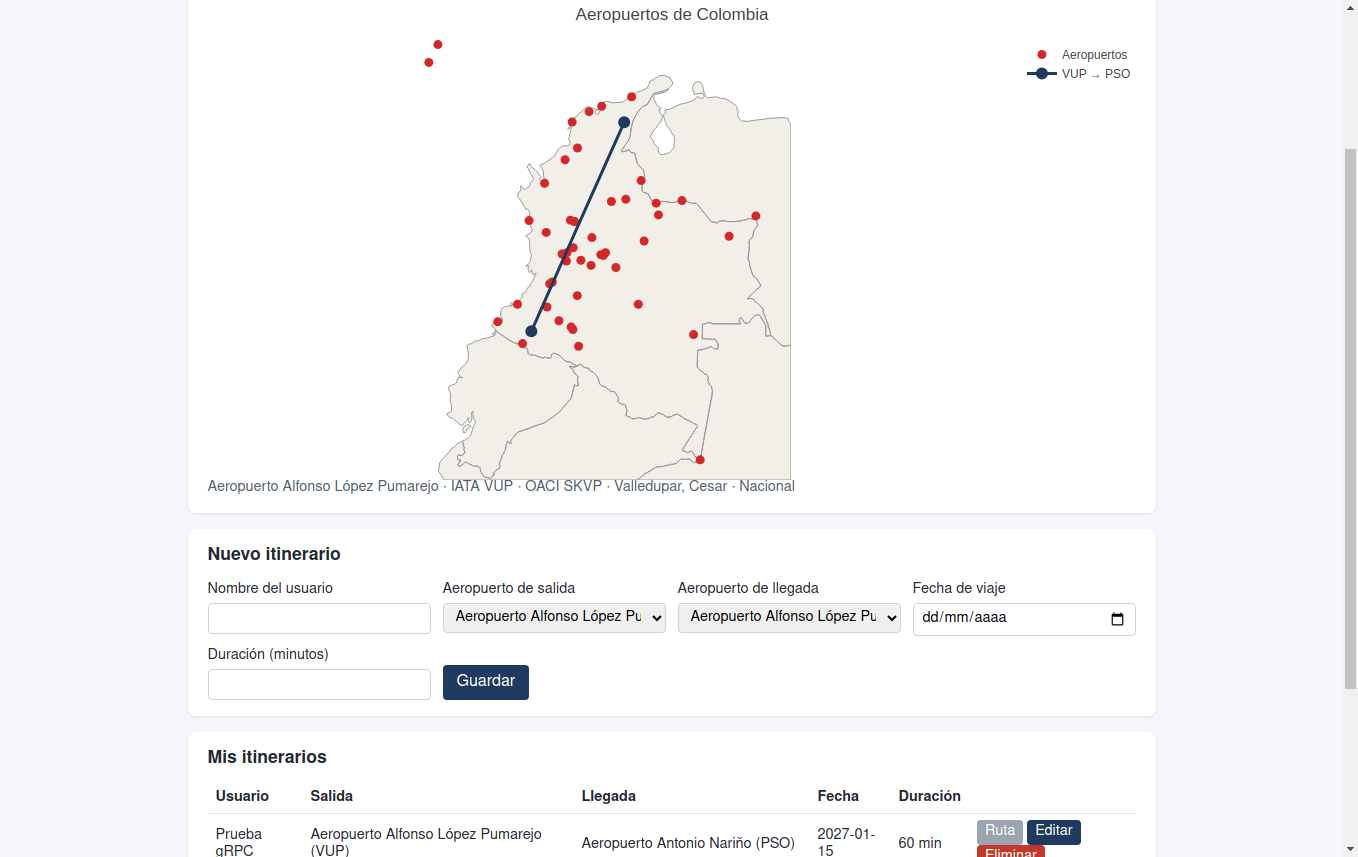 Aeropuertos de Colombia
Aeropuertos
VUP → PSO
Aeropuerto Alfonso López Pumarejo · IATA VUP · OACI SKVP · Valledupar, Cesar · Nacional
Nuevo itinerario
Nombre del usuario
Aeropuerto de salida
Aeropuerto de llegada
Fecha de viaje
Aeropuerto Alfonso López Pu
Aeropuerto Alfonso López Pu
dd/mm/aaaa
Duración (minutos)
Guardar
Mis itinerarios
Usuario Salida Llegada Fecha Duración
Prueba gRPC
Aeropuerto Alfonso López Pumarejo (VUP)
Aeropuerto Antonio Nariño (PSO)
2027-01-15
60 min
Ruta Editar
Eliminar